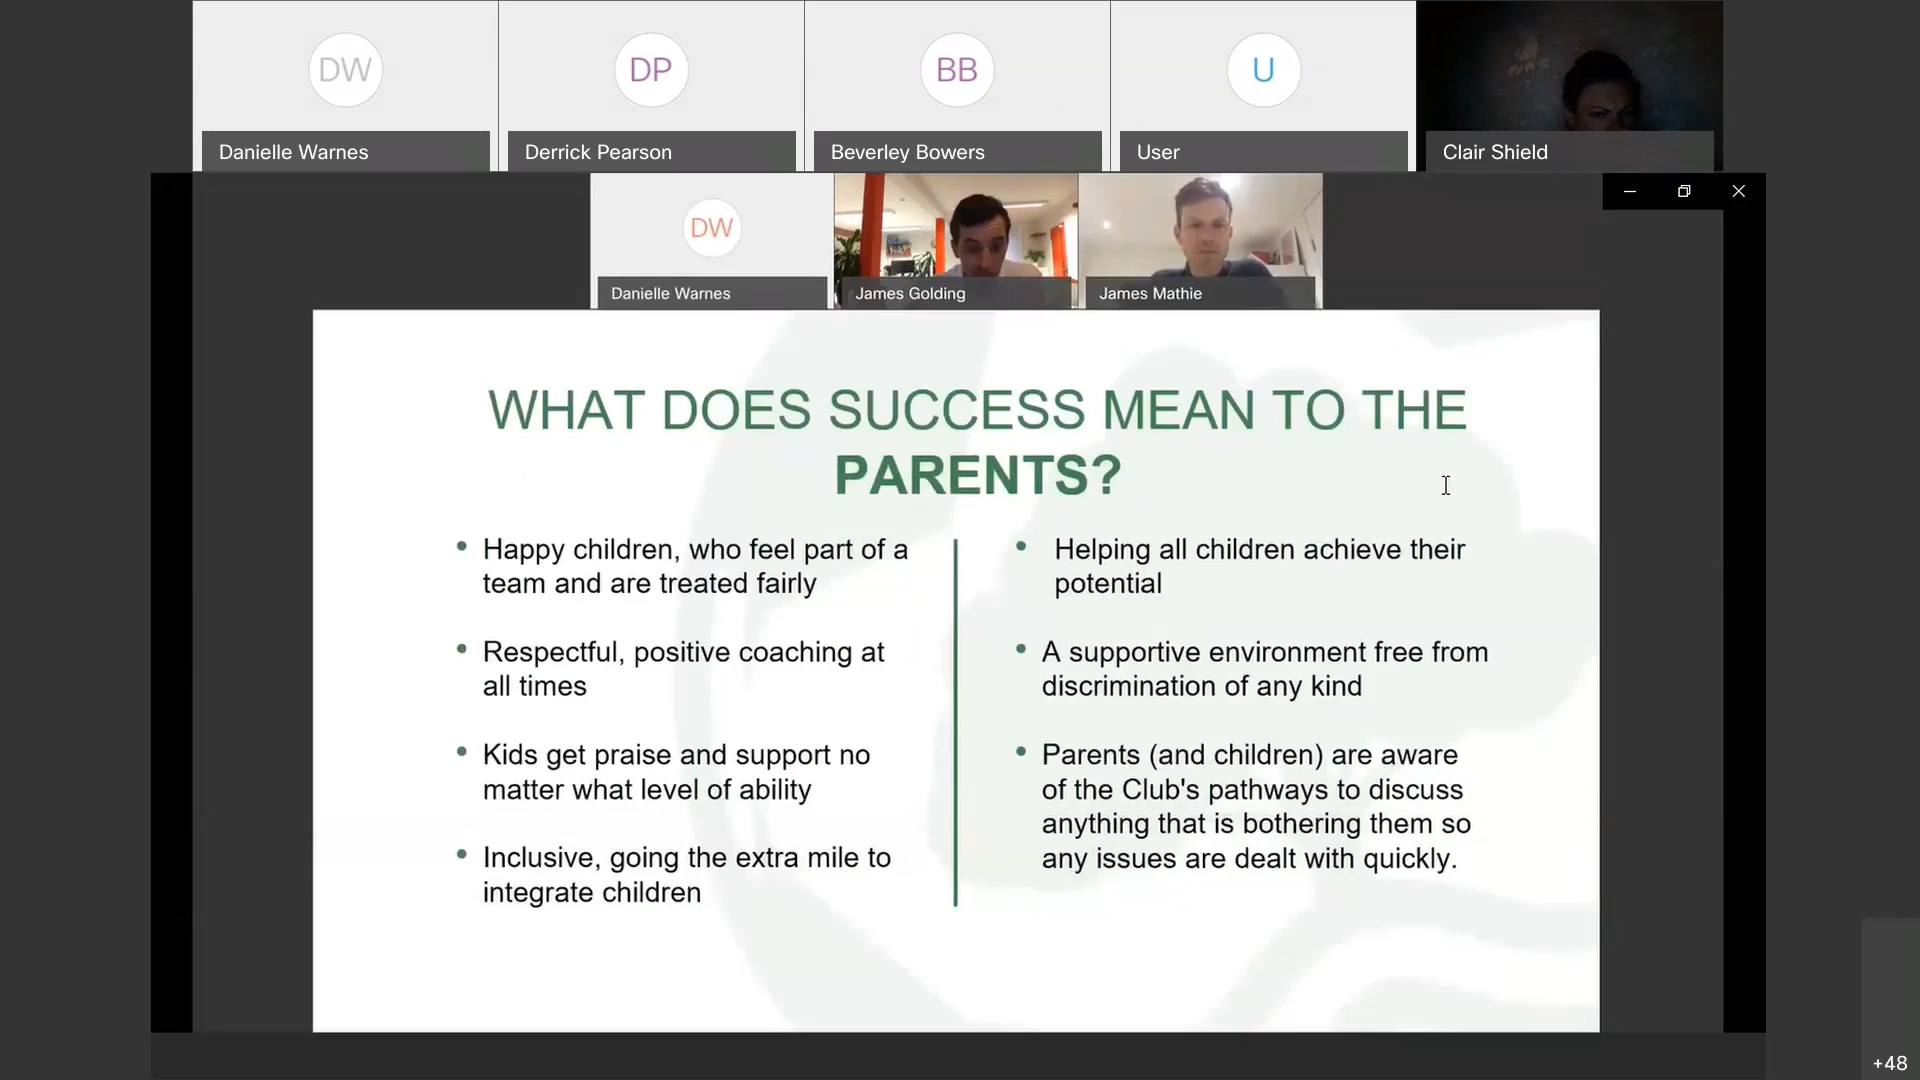 DW
DP
BB
U
Danielle Warnes
Derrick Pearson
Beverley Bowers
User
Clair Shield
DW
Danielle Warnes
James Golding
James Mathie
WHAT DOES SUCCESS MEAN TO THE
PARENTS?
• Happy children, who feel part of a
team and are treated fairly
• Respectful, positive coaching at
all times
• Kids get praise and support no
matter what level of ability
• Inclusive, going the extra mile to
integrate children
• Helping all children achieve their
potential
• A supportive environment free from
discrimination of any kind
• Parents (and children) are aware
of the Club's pathways to discuss
anything that is bothering them so
any issues are dealt with quickly.
+48